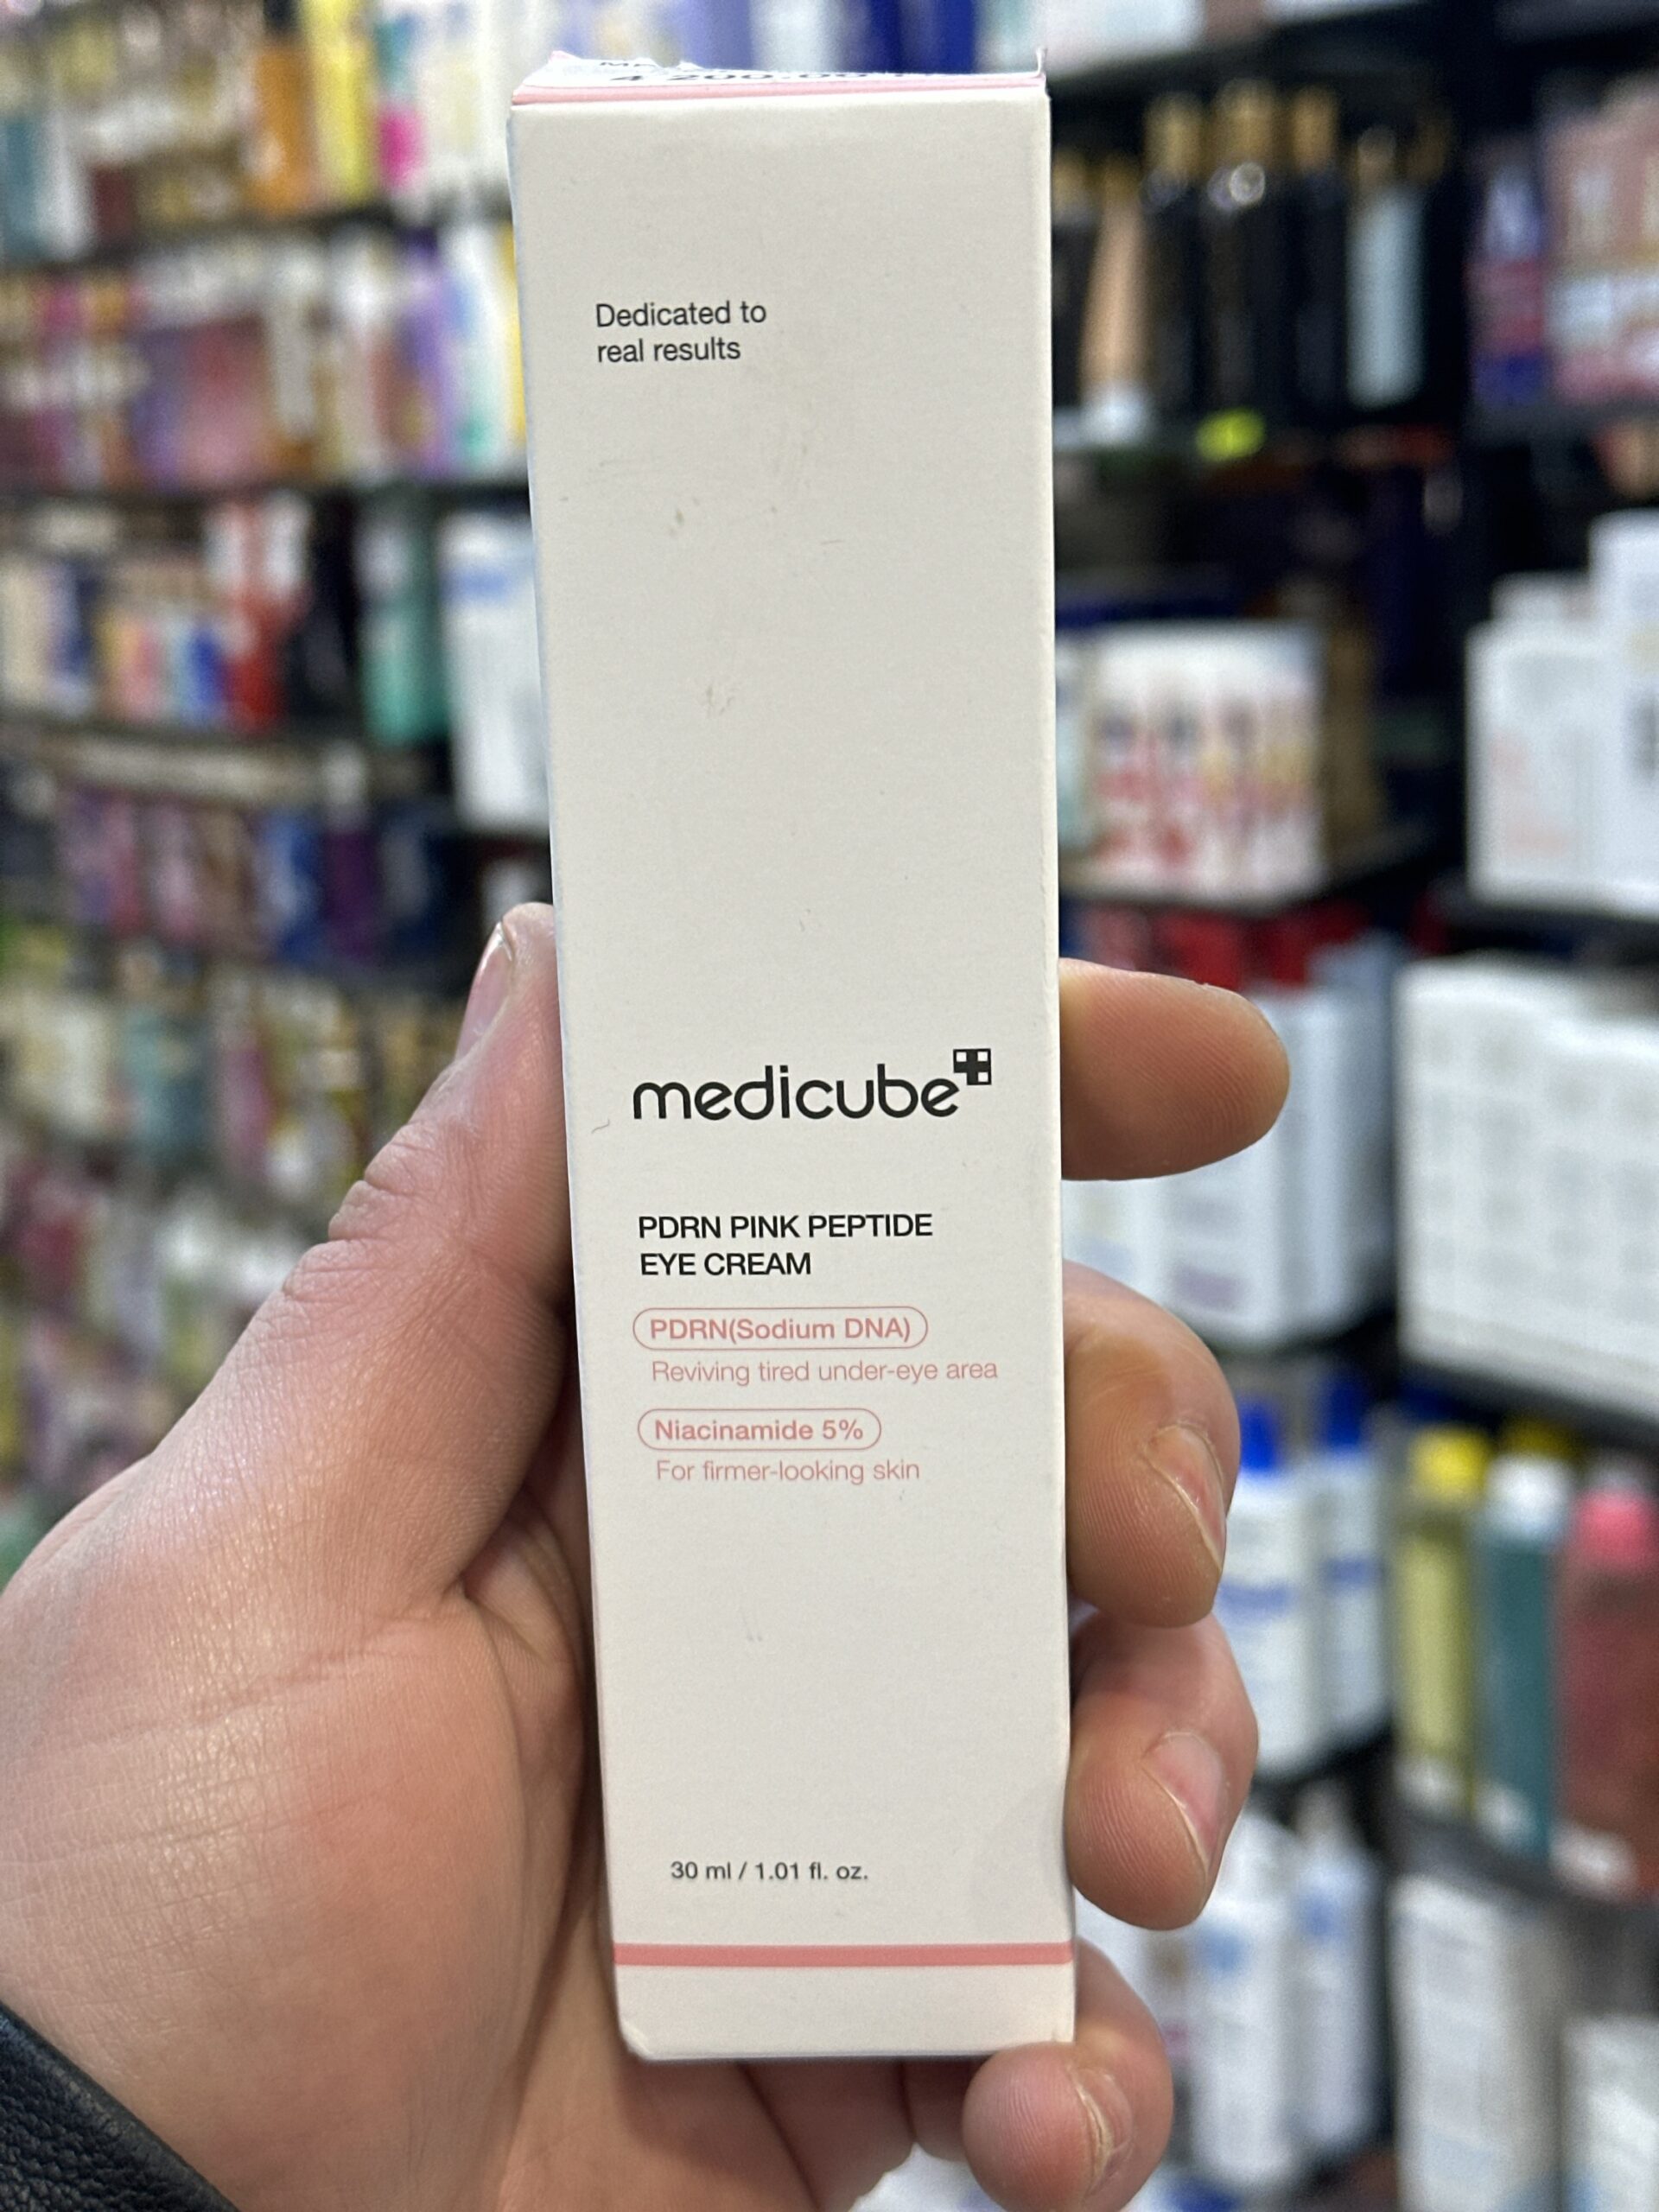 Dedicated to
real results
medicube
PDRN PINK PEPTIDE
EYE CREAM
PDRN(Sodium DNA)
Reviving tired under-eye area
Niacinamide 5%
For firmer-looking skin
30 ml / 1.01 fl. oz.